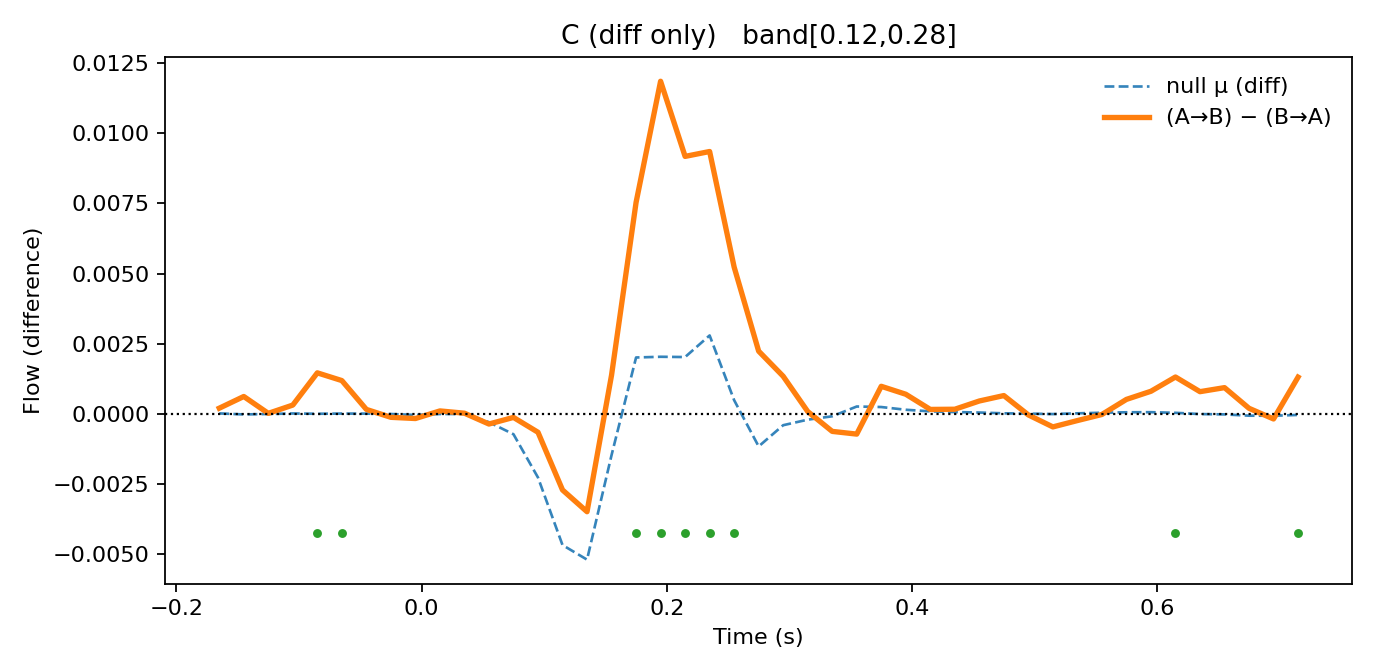 C (diff only)   band[0.12,0.28]
0.0125
0.0100
0.0075
0.0050
0.0025
0.0000
−0.0025
−0.0050
Flow (difference)
null μ (diff)
(A→B) − (B→A)
−0.2
0.0
0.2
0.4
0.6
Time (s)